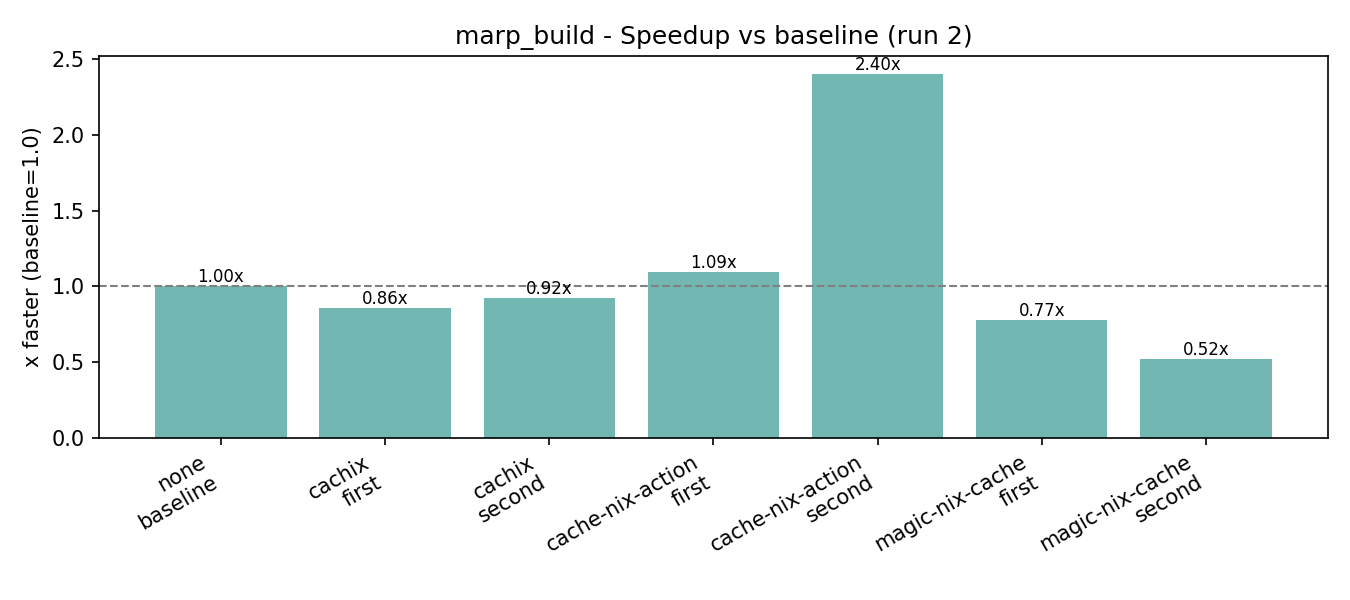 marp_build - Speedup vs baseline (run 2)
x faster (baseline=1.0)
2.5
2.0
1.5
1.0
0.5
0.0
1.00x
0.86x
0.92x
1.09x
2.40x
0.77x
0.52x
none
baseline
cachix
first
cachix
second
cache-nix-action
first
cache-nix-action
second
magic-nix-cache
first
magic-nix-cache
second